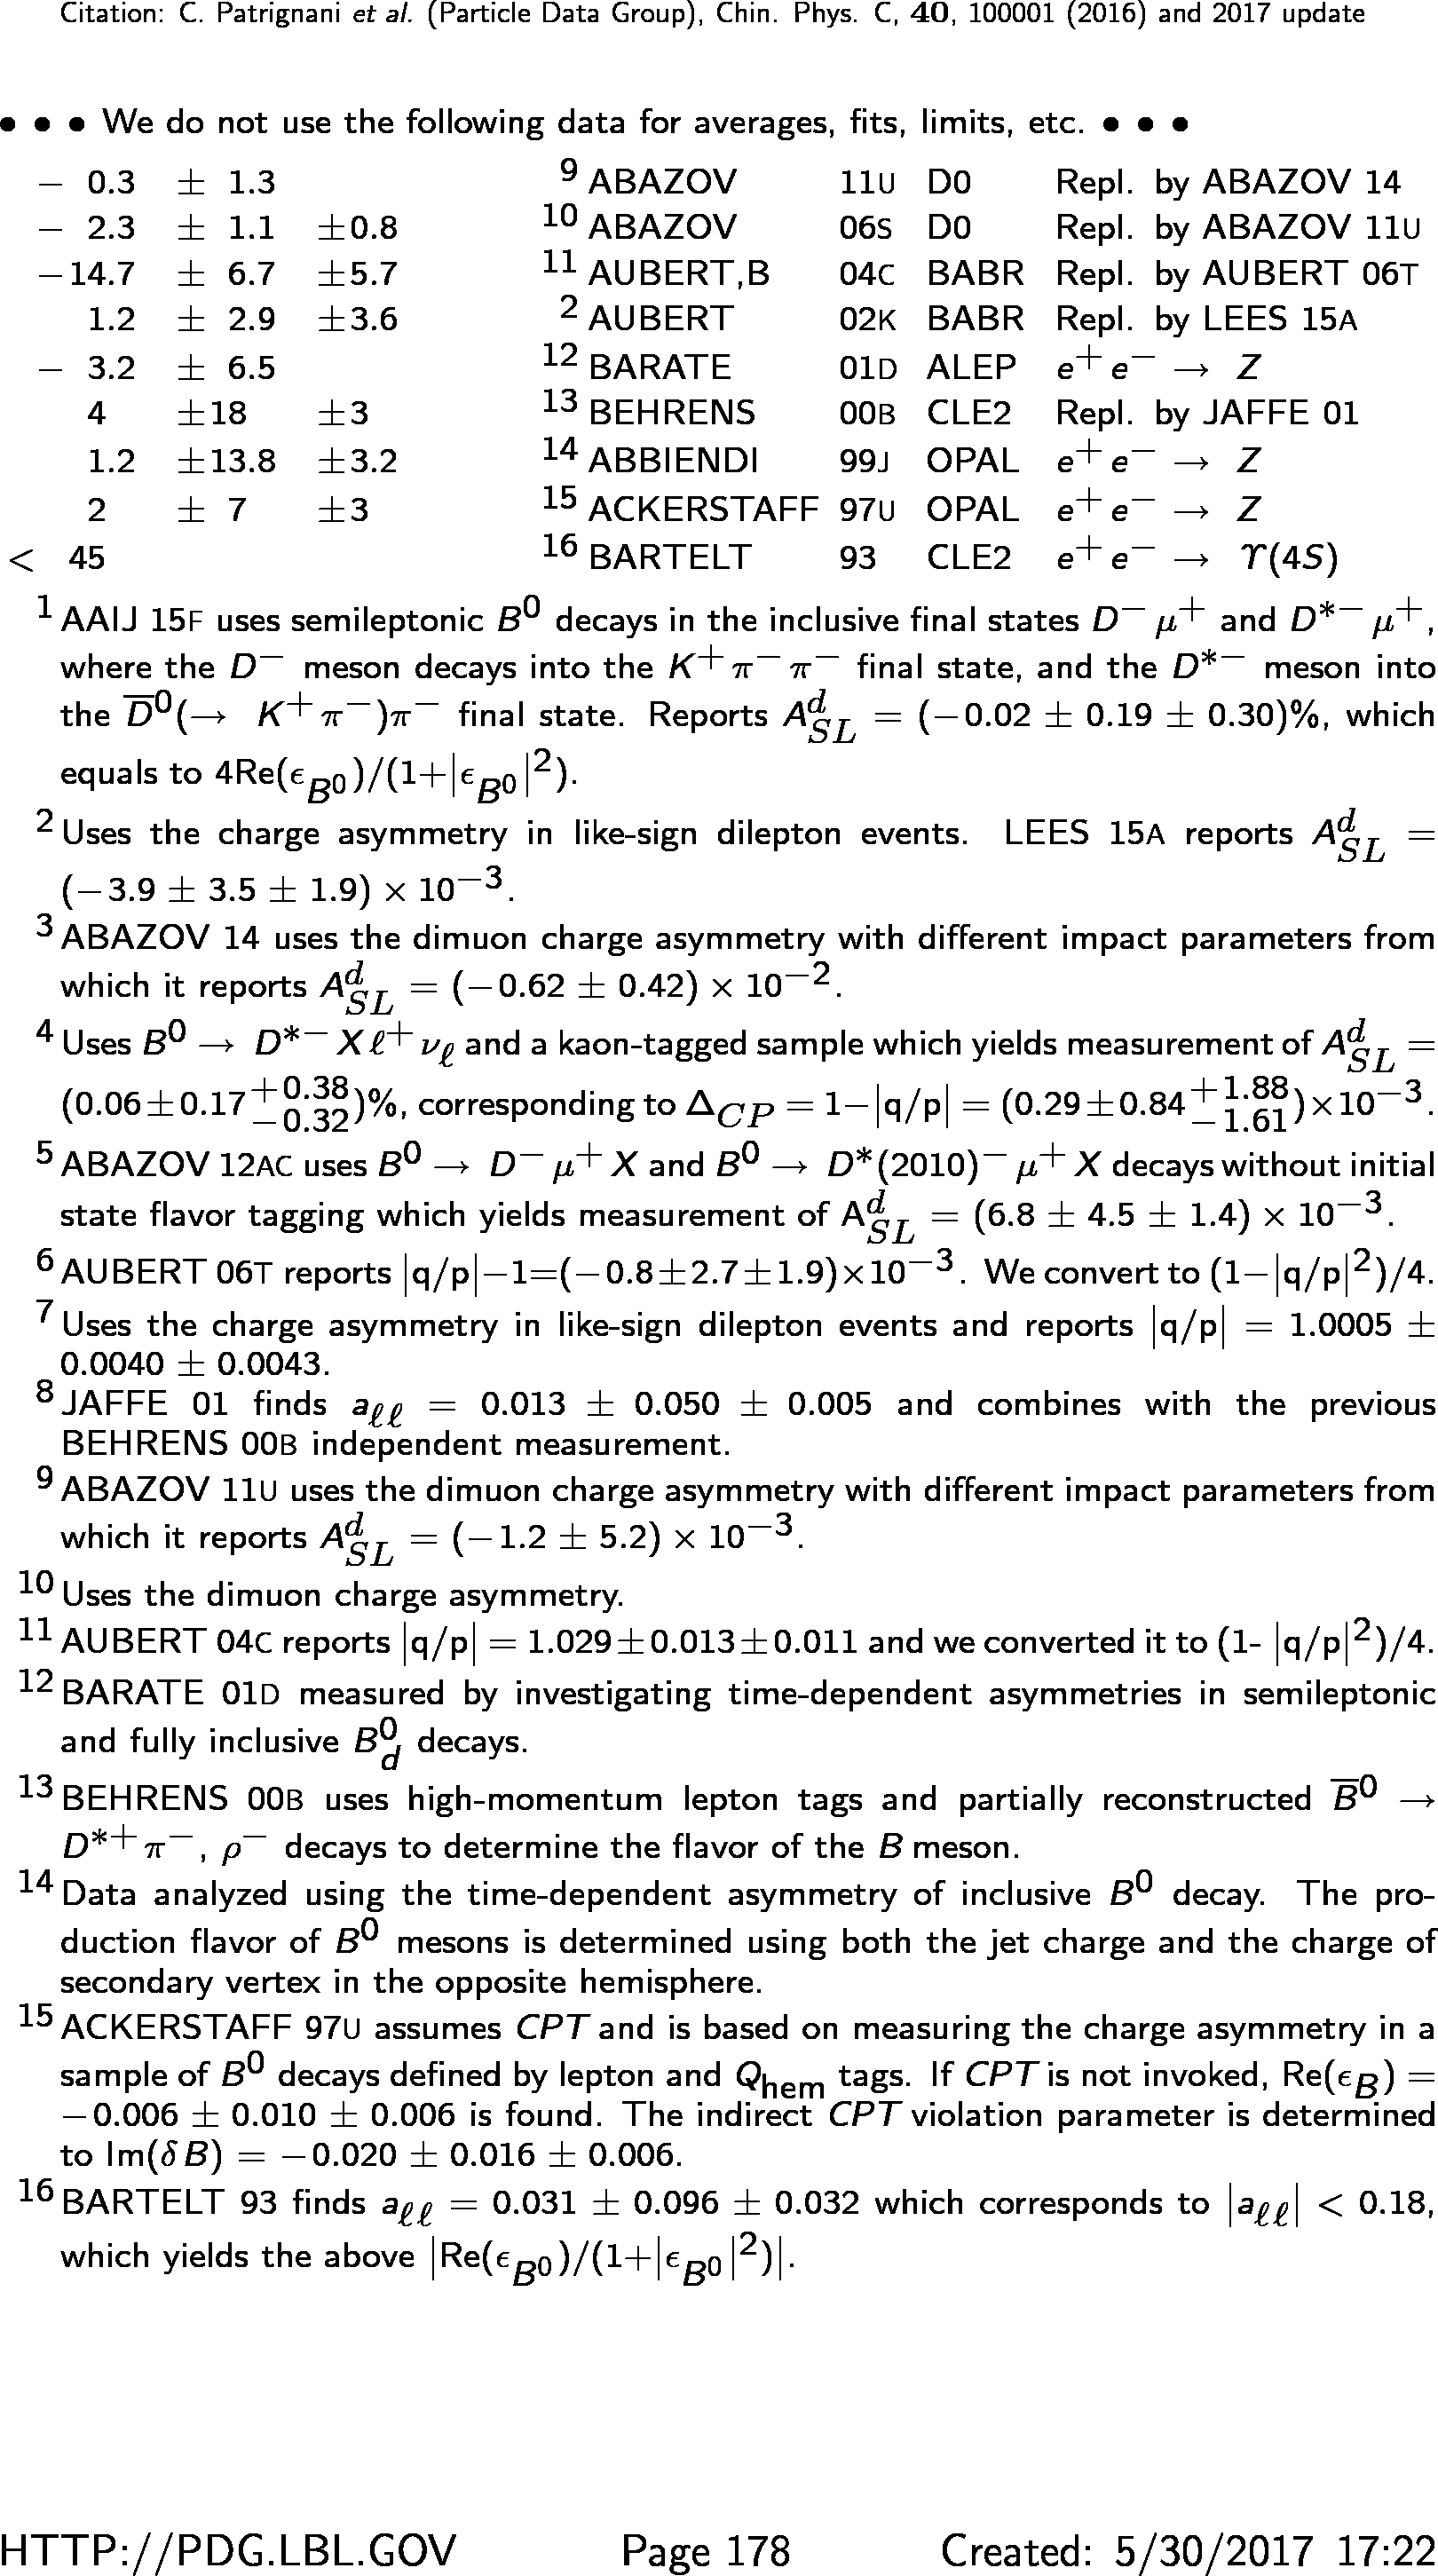 Citation: C. Patrignani et al. (Particle Data Group), Chin. Phys. C, 40, 100001 (2016) and 2017 update
• • • We do not use the following data for averages, fits, limits, etc. • • •
− 0.3 ± 1.3 9 ABAZOV 11U D0 Repl. by ABAZOV 14
− 2.3 ± 1.1 ±0.8 10 ABAZOV 06S D0 Repl. by ABAZOV 11U
−14.7 ± 6.7 ±5.7 11 AUBERT,B 04C BABR Repl. by AUBERT 06T
1.2 ± 2.9 ±3.6 2 AUBERT 02K BABR Repl. by LEES 15A
− 3.2 ± 6.5 12 BARATE 01D ALEP e⁺e⁻ → Z
4 ±18 ±3 13 BEHRENS 00B CLE2 Repl. by JAFFE 01
1.2 ±13.8 ±3.2 14 ABBIENDI 99J OPAL e⁺e⁻ → Z
2 ± 7 ±3 15 ACKERSTAFF 97U OPAL e⁺e⁻ → Z
< 45 16 BARTELT 93 CLE2 e⁺e⁻ → ϒ(4S)
1 AAIJ 15F uses semileptonic B⁰ decays in the inclusive final states D⁻μ⁺ and D*⁻μ⁺,
where the D⁻ meson decays into the K⁺π⁻π⁻ final state, and the D*⁻ meson into
the D̅⁰(→ K⁺π⁻)π⁻ final state. Reports A^d_SL = (−0.02 ± 0.19 ± 0.30)%, which
equals to 4Re(ϵ_B⁰)/(1+|ϵ_B⁰|²).
2 Uses the charge asymmetry in like-sign dilepton events. LEES 15A reports A^d_SL =
(−3.9 ± 3.5 ± 1.9) × 10⁻³.
3 ABAZOV 14 uses the dimuon charge asymmetry with different impact parameters from
which it reports A^d_SL = (−0.62 ± 0.42) × 10⁻².
4 Uses B⁰ → D*⁻Xℓ⁺ν_ℓ and a kaon-tagged sample which yields measurement of A^d_SL =
(0.06±0.17+0.38−0.32)%, corresponding to Δ_CP = 1−|q/p| = (0.29±0.84+1.88−1.61)×10⁻³.
5 ABAZOV 12AC uses B⁰ → D⁻μ⁺X and B⁰ → D*(2010)⁻μ⁺X decays without initial
state flavor tagging which yields measurement of A^d_SL = (6.8 ± 4.5 ± 1.4) × 10⁻³.
6 AUBERT 06T reports |q/p|−1=(−0.8±2.7±1.9)×10⁻³. We convert to (1−|q/p|²)/4.
7 Uses the charge asymmetry in like-sign dilepton events and reports |q/p| = 1.0005 ±
0.0040 ± 0.0043.
8 JAFFE 01 finds a_ℓℓ = 0.013 ± 0.050 ± 0.005 and combines with the previous
BEHRENS 00B independent measurement.
9 ABAZOV 11U uses the dimuon charge asymmetry with different impact parameters from
which it reports A^d_SL = (−1.2 ± 5.2) × 10⁻³.
10 Uses the dimuon charge asymmetry.
11 AUBERT 04C reports |q/p| = 1.029±0.013±0.011 and we converted it to (1- |q/p|²)/4.
12 BARATE 01D measured by investigating time-dependent asymmetries in semileptonic
and fully inclusive B⁰_d decays.
13 BEHRENS 00B uses high-momentum lepton tags and partially reconstructed B̅⁰ →
D*⁺π⁻, ρ⁻ decays to determine the flavor of the B meson.
14 Data analyzed using the time-dependent asymmetry of inclusive B⁰ decay. The pro-
duction flavor of B⁰ mesons is determined using both the jet charge and the charge of
secondary vertex in the opposite hemisphere.
15 ACKERSTAFF 97U assumes CPT and is based on measuring the charge asymmetry in a
sample of B⁰ decays defined by lepton and Q_hem tags. If CPT is not invoked, Re(ϵ_B) =
−0.006 ± 0.010 ± 0.006 is found. The indirect CPT violation parameter is determined
to Im(δB) = −0.020 ± 0.016 ± 0.006.
16 BARTELT 93 finds a_ℓℓ = 0.031 ± 0.096 ± 0.032 which corresponds to |a_ℓℓ| < 0.18,
which yields the above |Re(ϵ_B⁰)/(1+|ϵ_B⁰|²)|.
HTTP://PDG.LBL.GOV Page 178 Created: 5/30/2017 17:22